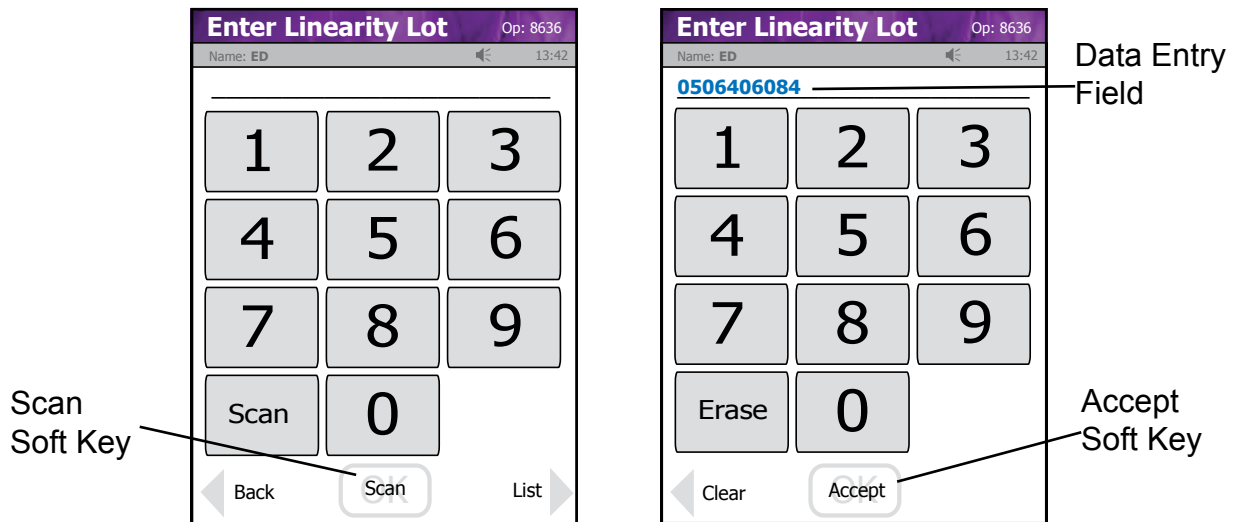 Enter Linearity Lot Op: 8636
Name: ED 13:42
1 2 3
4 5 6
7 8 9
Scan 0
Back Scan List
OK
Scan
Soft Key
Enter Linearity Lot Op: 8636
Name: ED 13:42
0506406084
1 2 3
4 5 6
7 8 9
Erase 0
Clear Accept
OK
Data Entry
Field
Accept
Soft Key